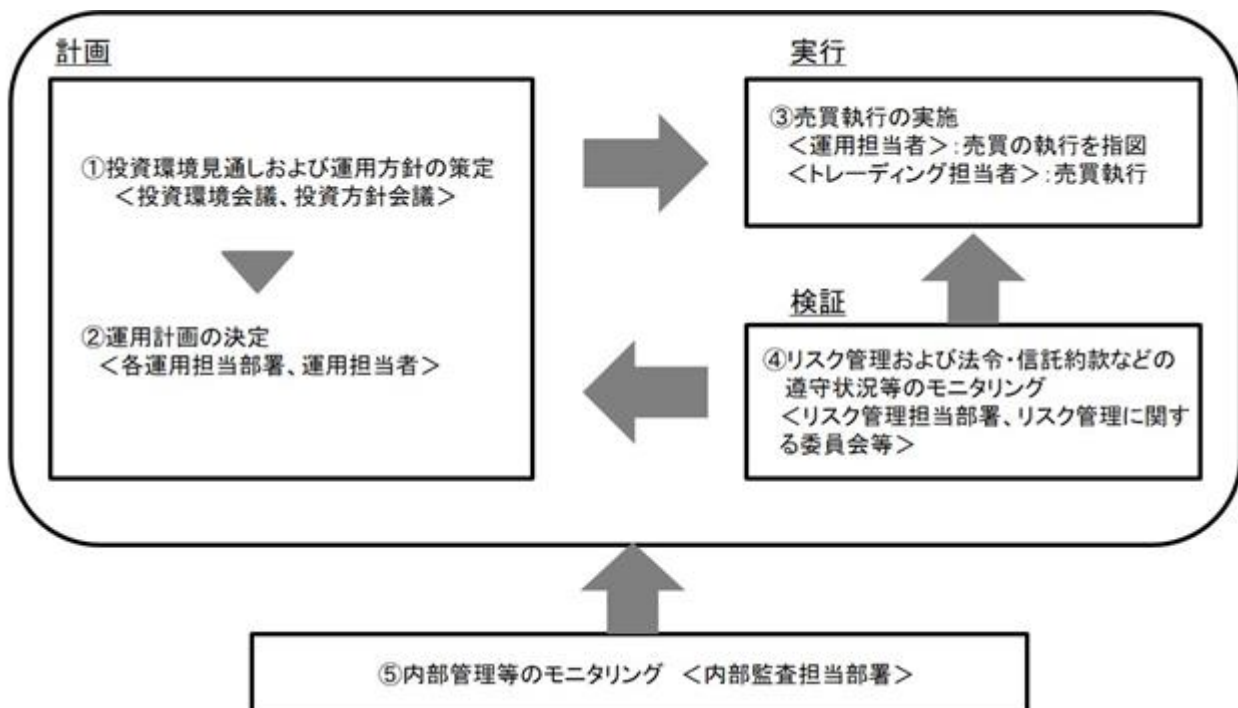 計画
①投資環境見通しおよび運用方針の策定
＜投資環境会議、投資方針会議＞
②運用計画の決定
＜各運用担当部署、運用担当者＞
実行
③売買執行の実施
＜運用担当者＞：売買の執行を指図
＜トレーディング担当者＞：売買執行
検証
④リスク管理および法令・信託約款などの
遵守状況等のモニタリング
＜リスク管理担当部署、リスク管理に関す
る委員会等＞
⑤内部管理等のモニタリング　＜内部監査担当部署＞